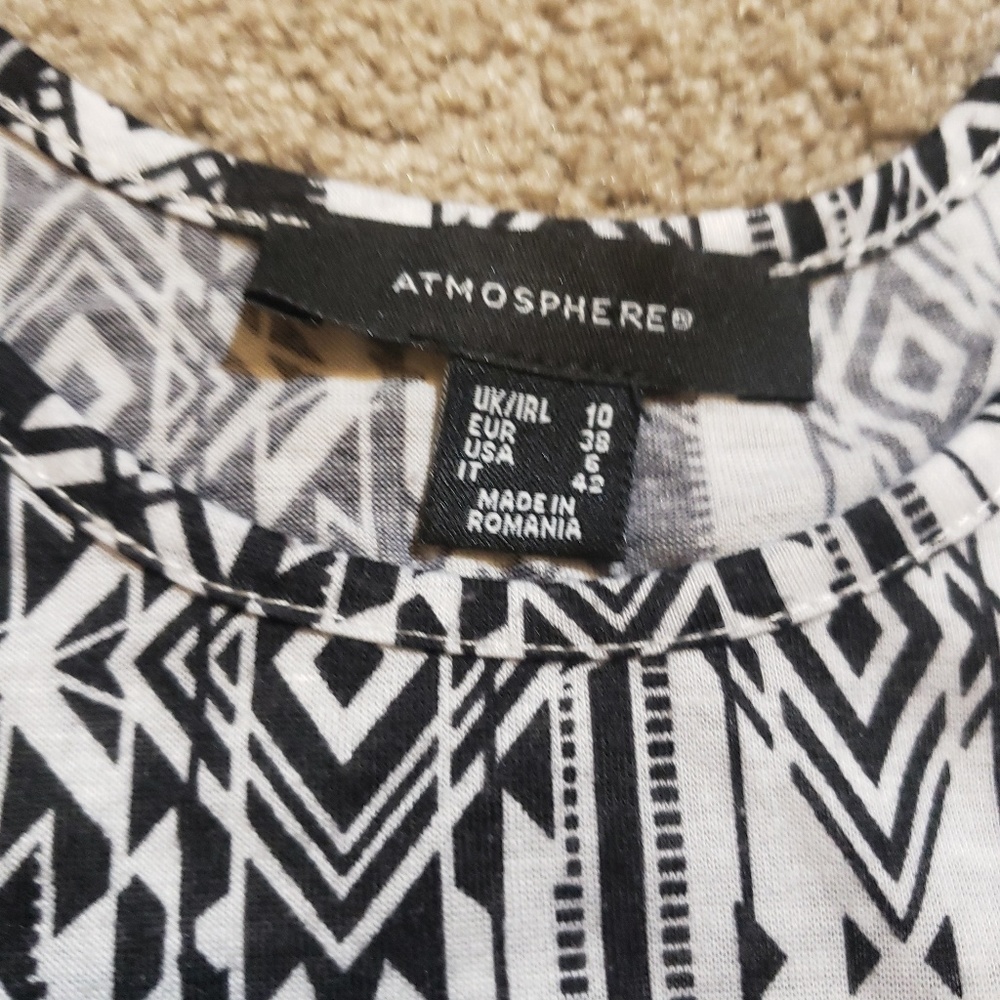 ATMOSPHERE®
UK/IRL 10
EUR 38
USA 6
IT 42
MADE IN
ROMANIA